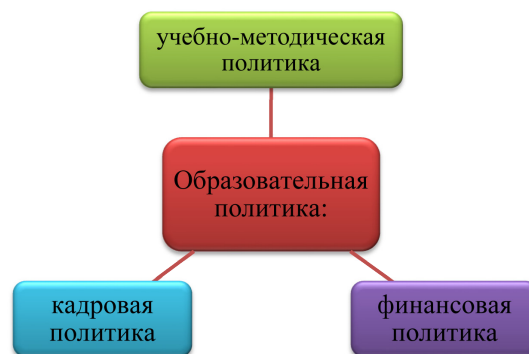 учебно-методическая
политика
Образовательная
политика:
кадровая
политика
финансовая
политика